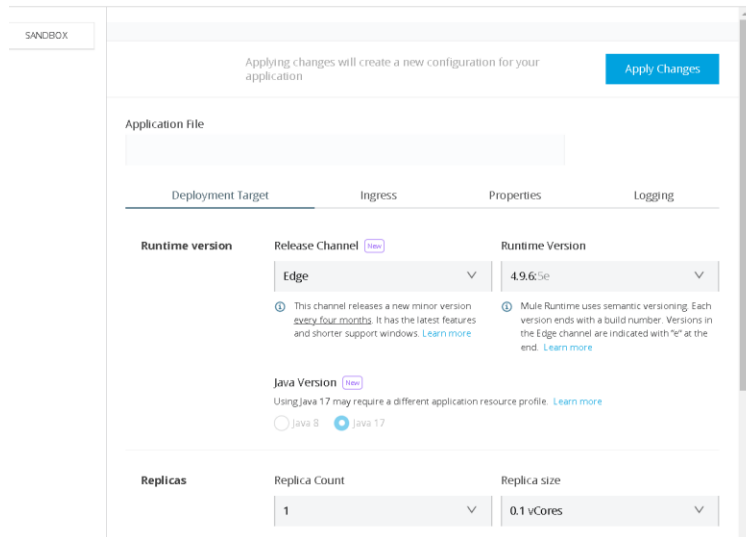 SANDBOX
Applying changes will create a new configuration for your
application
Apply Changes
Application File
Deployment Target
Ingress
Properties
Logging
Runtime version
Release Channel New
Runtime Version
Edge
4.9.6:5e
This channel releases a new minor version
every four months. It has the latest features
and shorter support windows. Learn more
Mule Runtime uses semantic versioning. Each
version ends with a build number. Versions in
the Edge channel are indicated with "e" at the
end. Learn more
Java Version New
Using Java 17 may require a different application resource profile. Learn more
Java 8
Java 17
Replicas
Replica Count
Replica size
1
0.1 vCores